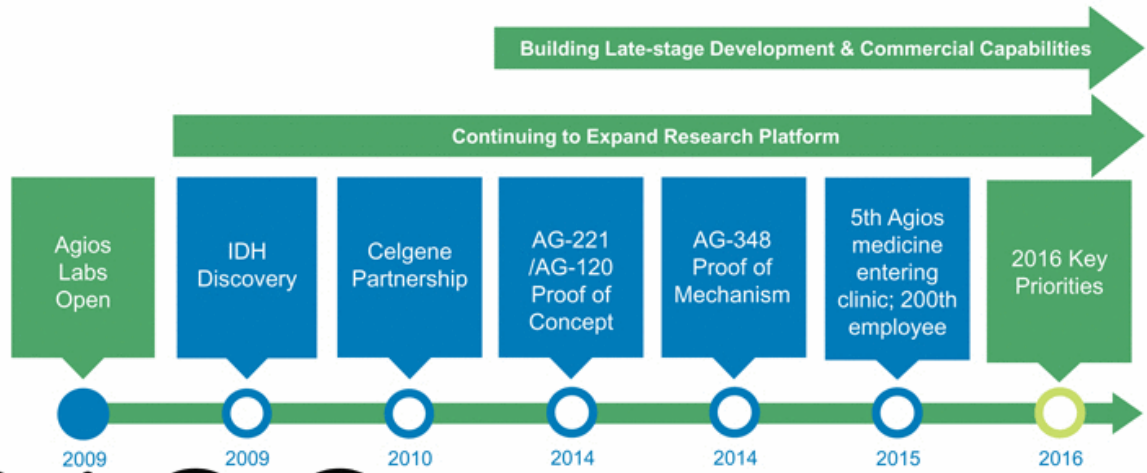 Building Late-stage Development & Commercial Capabilities
Continuing to Expand Research Platform
Agios
Labs
Open
IDH
Discovery
Celgene
Partnership
AG-221
/AG-120
Proof of
Concept
AG-348
Proof of
Mechanism
5th Agios
medicine
entering
clinic; 200th
employee
2016 Key
Priorities
2009
2009
2010
2014
2014
2015
2016